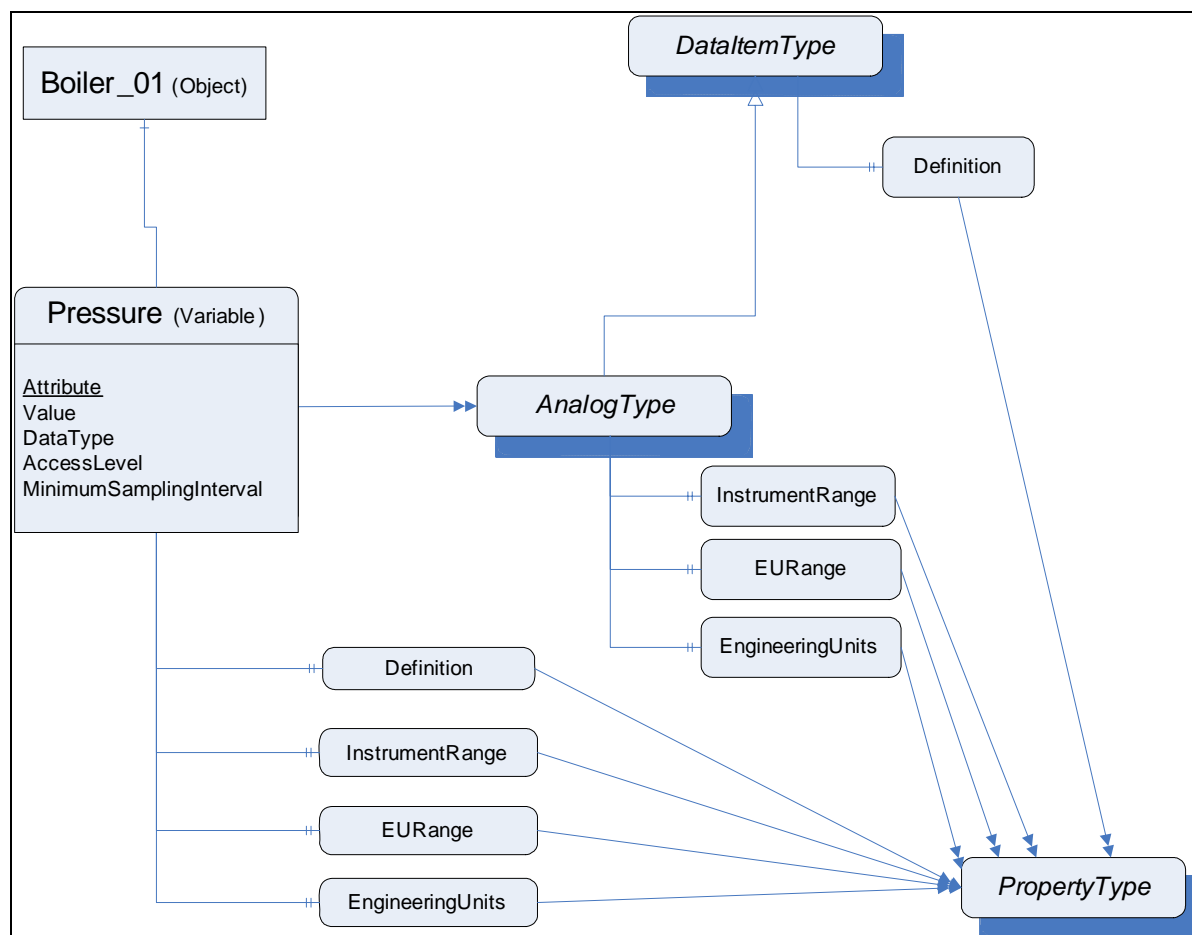 DataItemType
Boiler_01 (Object)
Definition
Pressure (Variable)
Attribute
Value
DataType
AccessLevel
MinimumSamplingInterval
AnalogType
InstrumentRange
EURange
EngineeringUnits
Definition
InstrumentRange
EURange
EngineeringUnits
PropertyType